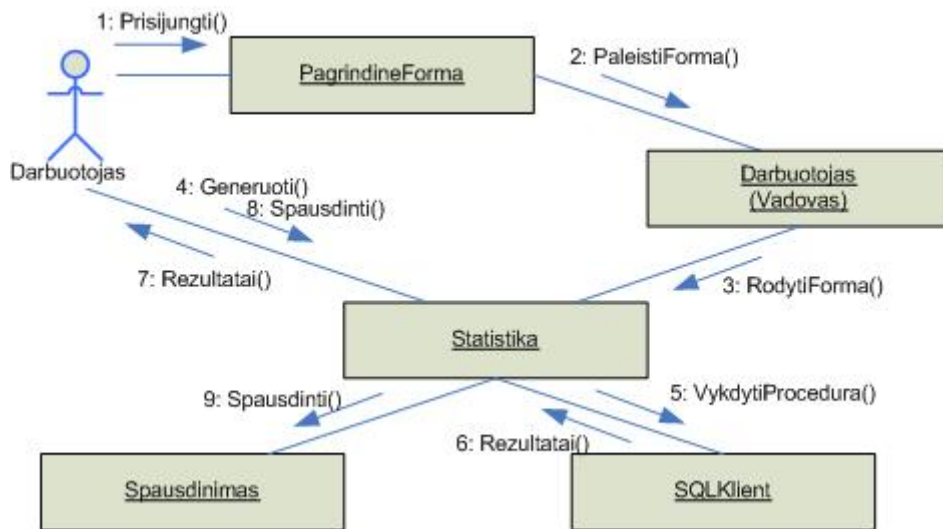 1: Prisijungti()
PagrindineForma
2: PaleistiForma()
Darbuotojas
Darbuotojas
(Vadovas)
4: Generuoti()
8: Spausdinti()
7: Rezultatai()
3: RodytiForma()
Statistika
9: Spausdinti()
5: VykdytiProcedura()
6: Rezultatai()
Spausdinimas
SQLKlient